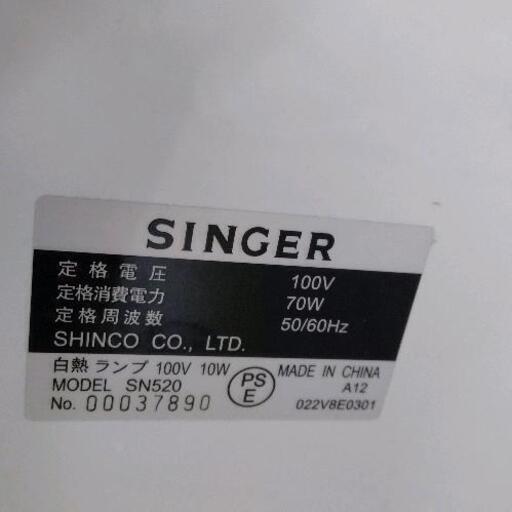 SINGER
定格電圧 100V
定格消費電力 70W
定格周波数 50/60Hz
SHINCO CO., LTD.
白熱ランプ 100V 10W
MODEL SN520
No. 00037890
PS
E
MADE IN CHINA
A12
022V8E0301